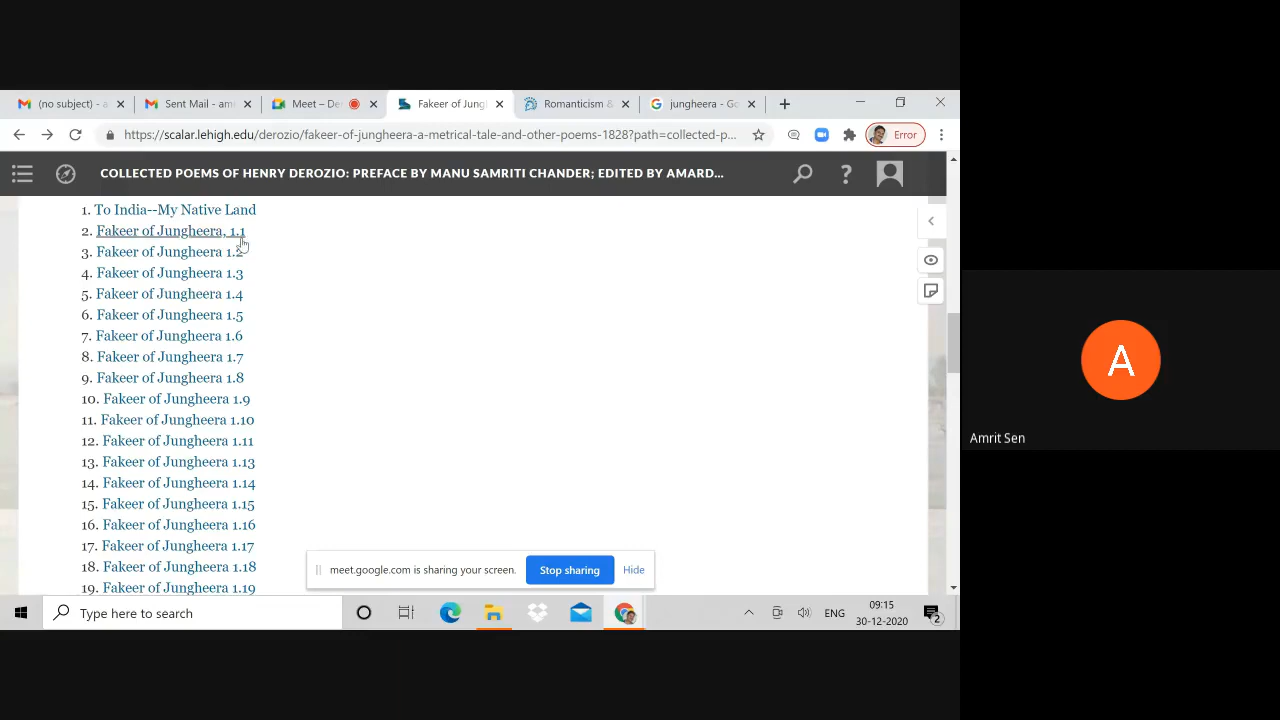 (no subject) - a
Sent Mail - am
Meet – De
Fakeer of Jungl
Romanticism &
jungheera - Go
https://scalar.lehigh.edu/derozio/fakeer-of-jungheera-a-metrical-tale-and-other-poems-1828?path=collected-p...
Error
COLLECTED POEMS OF HENRY DEROZIO: PREFACE BY MANU SAMRITI CHANDER; EDITED BY AMARD...
1. To India--My Native Land
2. Fakeer of Jungheera, 1.1
3. Fakeer of Jungheera 1.2
4. Fakeer of Jungheera 1.3
5. Fakeer of Jungheera 1.4
6. Fakeer of Jungheera 1.5
7. Fakeer of Jungheera 1.6
8. Fakeer of Jungheera 1.7
9. Fakeer of Jungheera 1.8
10. Fakeer of Jungheera 1.9
11. Fakeer of Jungheera 1.10
12. Fakeer of Jungheera 1.11
13. Fakeer of Jungheera 1.13
14. Fakeer of Jungheera 1.14
15. Fakeer of Jungheera 1.15
16. Fakeer of Jungheera 1.16
17. Fakeer of Jungheera 1.17
18. Fakeer of Jungheera 1.18
19. Fakeer of Jungheera 1.19
meet.google.com is sharing your screen.
Stop sharing
Hide
Type here to search
ENG
09:15
30-12-2020
2
A
Amrit Sen